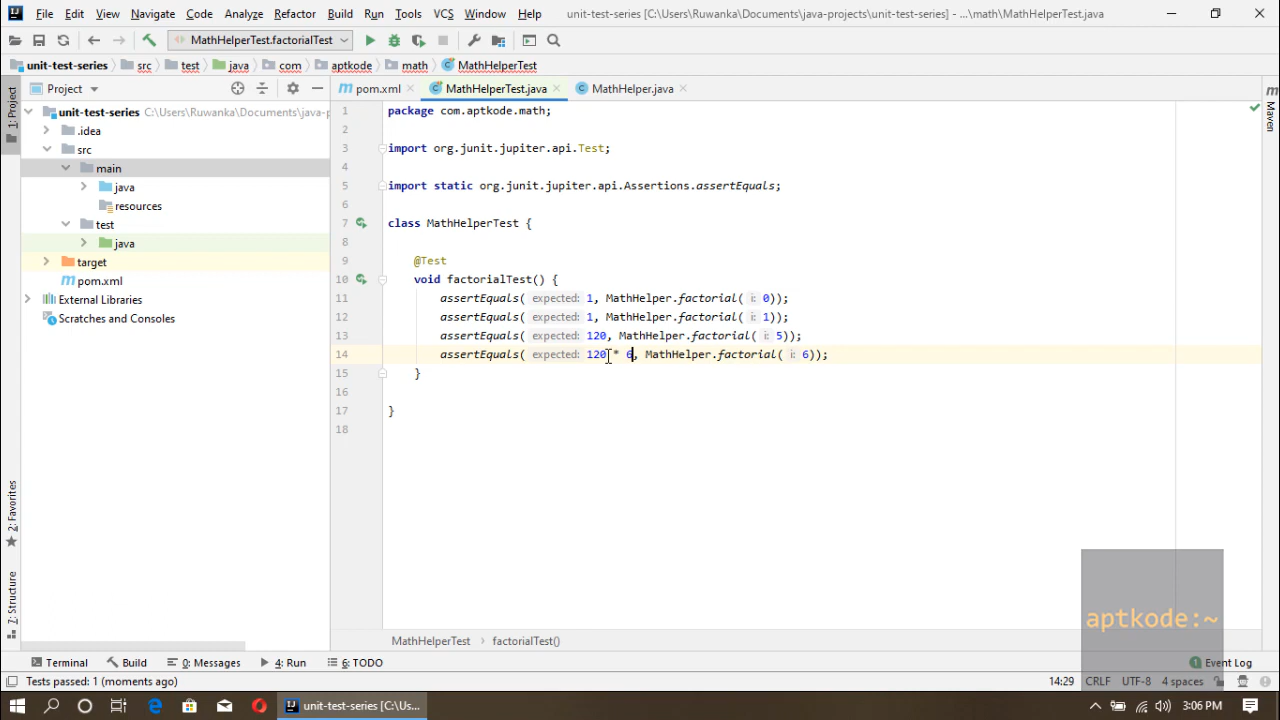 File Edit View Navigate Code Analyze Refactor Build Run Tools VCS Window Help unit-test-series [C:\Users\Ruwanka\Documents\java-projects\unit-test-series] - ...\math\MathHelperTest.java
MathHelperTest.factorialTest
unit-test-series src test java com aptkode math MathHelperTest
Project pom.xml MathHelperTest.java MathHelper.java
1: Project
Maven
2: Favorites
7: Structure
unit-test-series C:\Users\Ruwanka\Documents\java-p
.idea
src
main
java
resources
test
java
target
pom.xml
External Libraries
Scratches and Consoles
1 package com.aptkode.math;
2
3 import org.junit.jupiter.api.Test;
4
5 import static org.junit.jupiter.api.Assertions.assertEquals;
6
7 class MathHelperTest {
8
9 @Test
10 void factorialTest() {
11 assertEquals( expected: 1, MathHelper.factorial( i: 0));
12 assertEquals( expected: 1, MathHelper.factorial( i: 1));
13 assertEquals( expected: 120, MathHelper.factorial( i: 5));
14 assertEquals( expected: 120 * 6, MathHelper.factorial( i: 6));
15 }
16
17 }
18
aptkode:~
MathHelperTest factorialTest()
Terminal Build 0: Messages 4: Run 6: TODO Event Log
Tests passed: 1 (moments ago) 14:29 CRLF UTF-8 4 spaces
unit-test-series [C:\Us... 3:06 PM